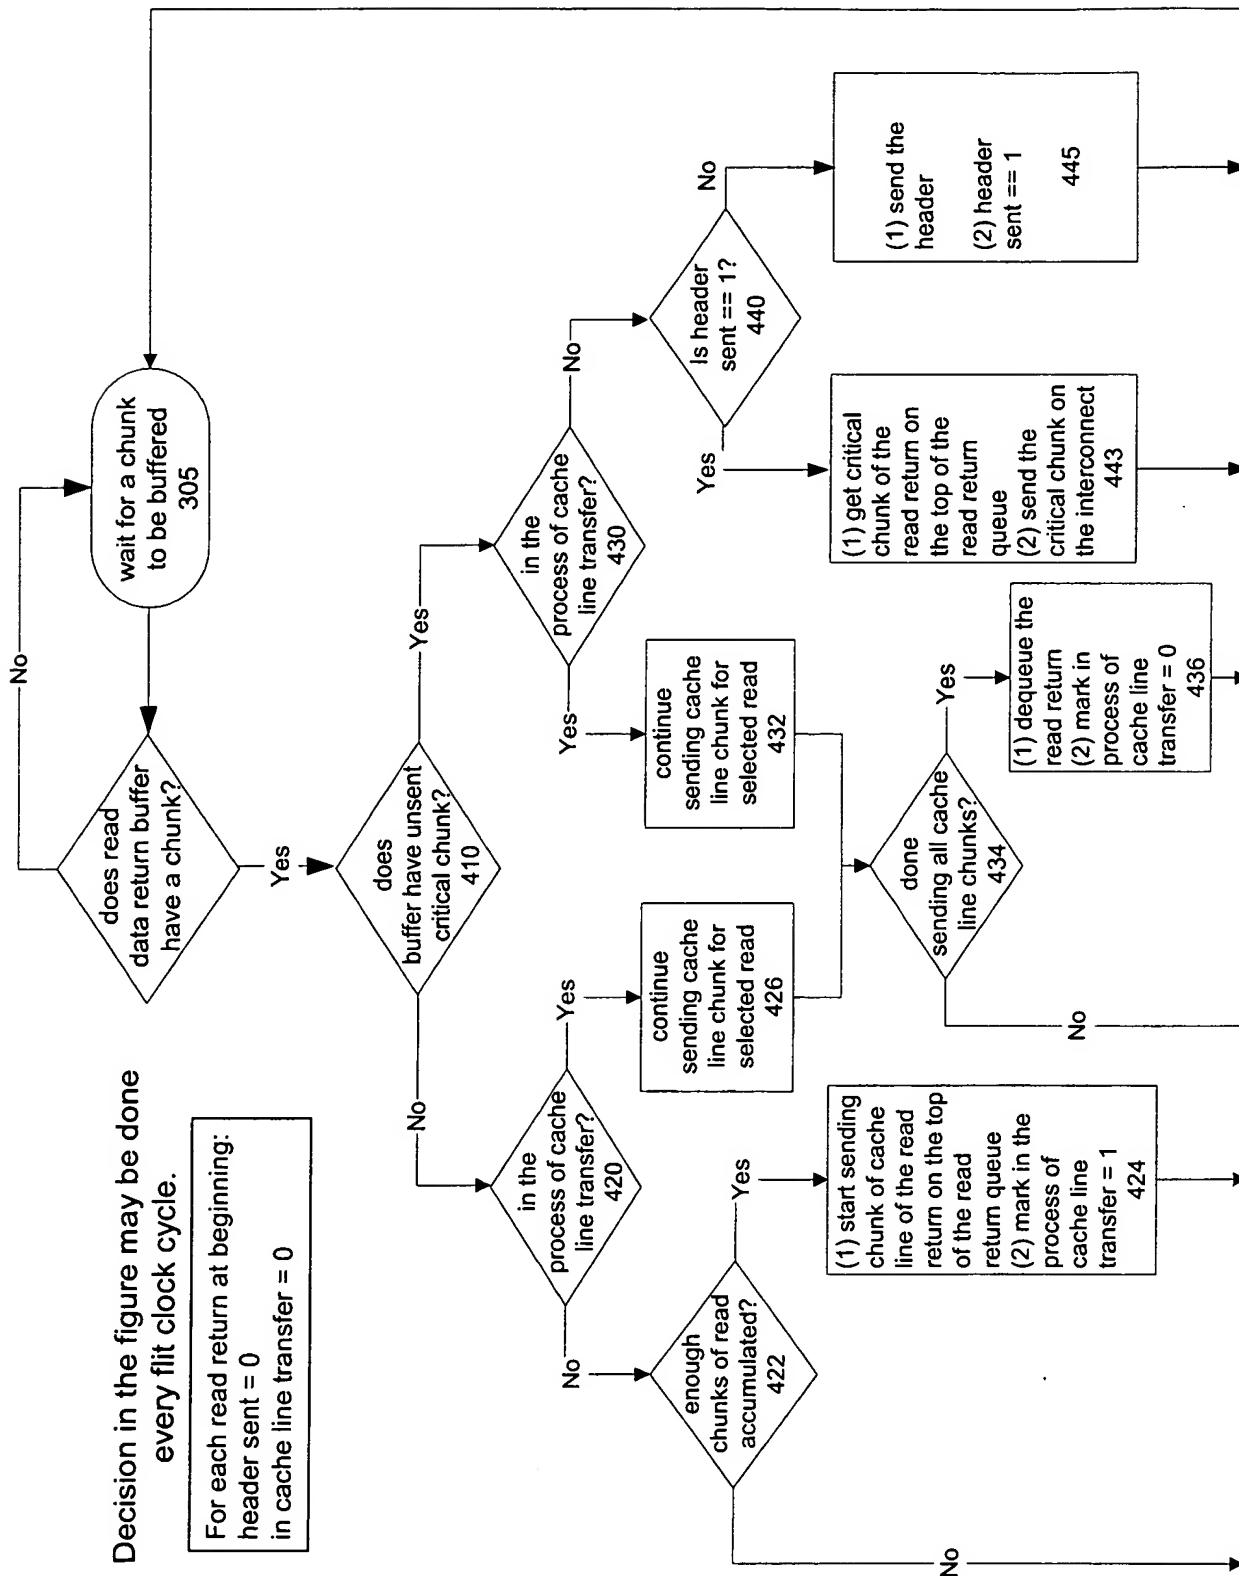 Decision in the figure may be done
every flit clock cycle.
For each read return at beginning:
header sent = 0
in cache line transfer = 0
wait for a chunk
to be buffered
305
No
does read
data return buffer
have a chunk?
Yes
does
buffer have unsent
critical chunk?
410
No
Yes
in the
process of cache
line transfer?
420
No
Yes
in the
process of cache
line transfer?
430
Yes
No
enough
chunks of read
accumulated?
422
No
Yes
continue
sending cache
line chunk for
selected read
426
continue
sending cache
line chunk for
selected read
432
Is header
sent == 1?
440
Yes
No
(1) start sending
chunk of cache
line of the read
return on the top
of the read
return queue
(2) mark in the
process of
cache line
transfer = 1
424
done
sending all cache
line chunks?
434
No
Yes
(1) dequeue the
read return
(2) mark in
process of
cache line
transfer = 0
436
(1) get critical
chunk of the
read return on
the top of the
read return
queue
(2) send the
critical chunk on
the interconnect
443
(1) send the
header
(2) header
sent == 1
445